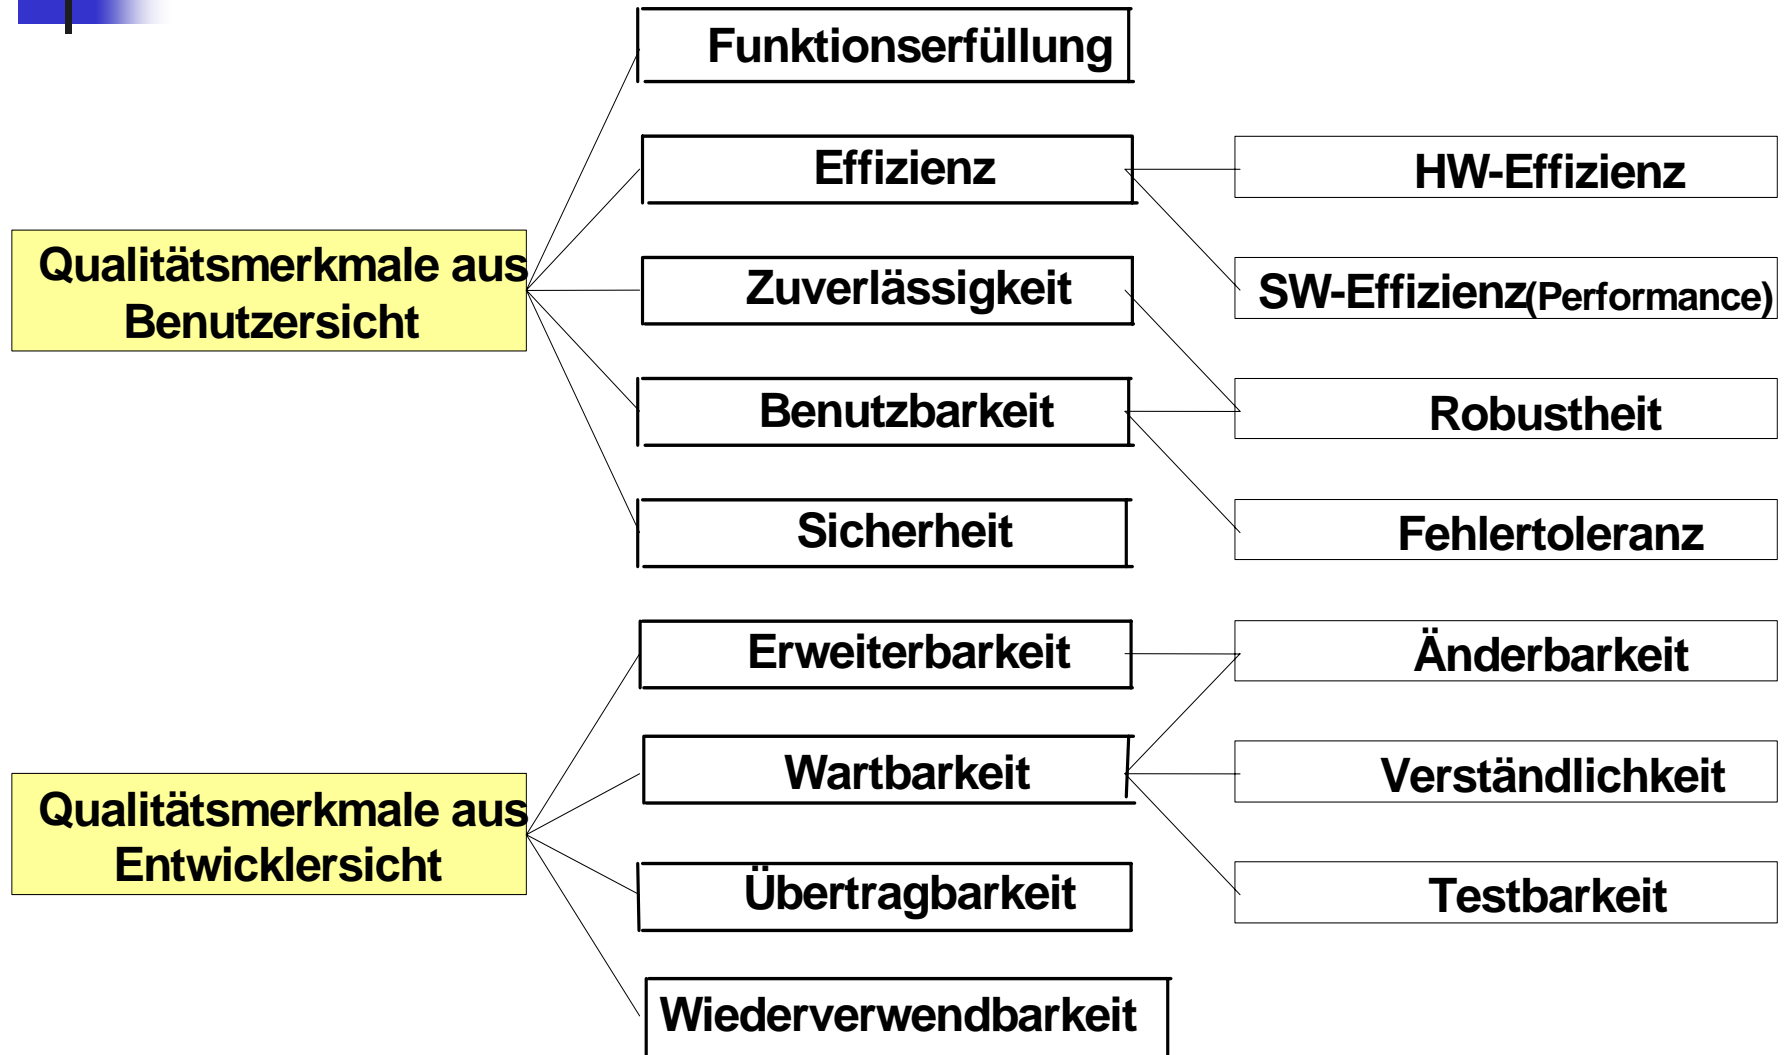 Funktionserfüllung
Effizienz
HW-Effizienz
Qualitätsmerkmale aus
Benutzersicht
Zuverlässigkeit
SW-Effizienz(Performance)
Benutzbarkeit
Robustheit
Sicherheit
Fehlertoleranz
Erweiterbarkeit
Änderbarkeit
Wartbarkeit
Verständlichkeit
Qualitätsmerkmale aus
Entwicklersicht
Übertragbarkeit
Testbarkeit
Wiederverwendbarkeit